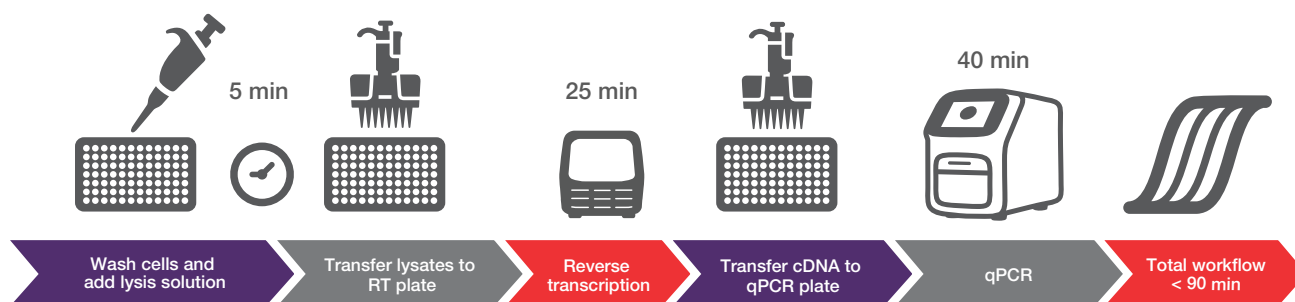 5 min
25 min
40 min
Wash cells and
add lysis solution
Transfer lysates to
RT plate
Reverse
transcription
Transfer cDNA to
qPCR plate
qPCR
Total workflow
< 90 min